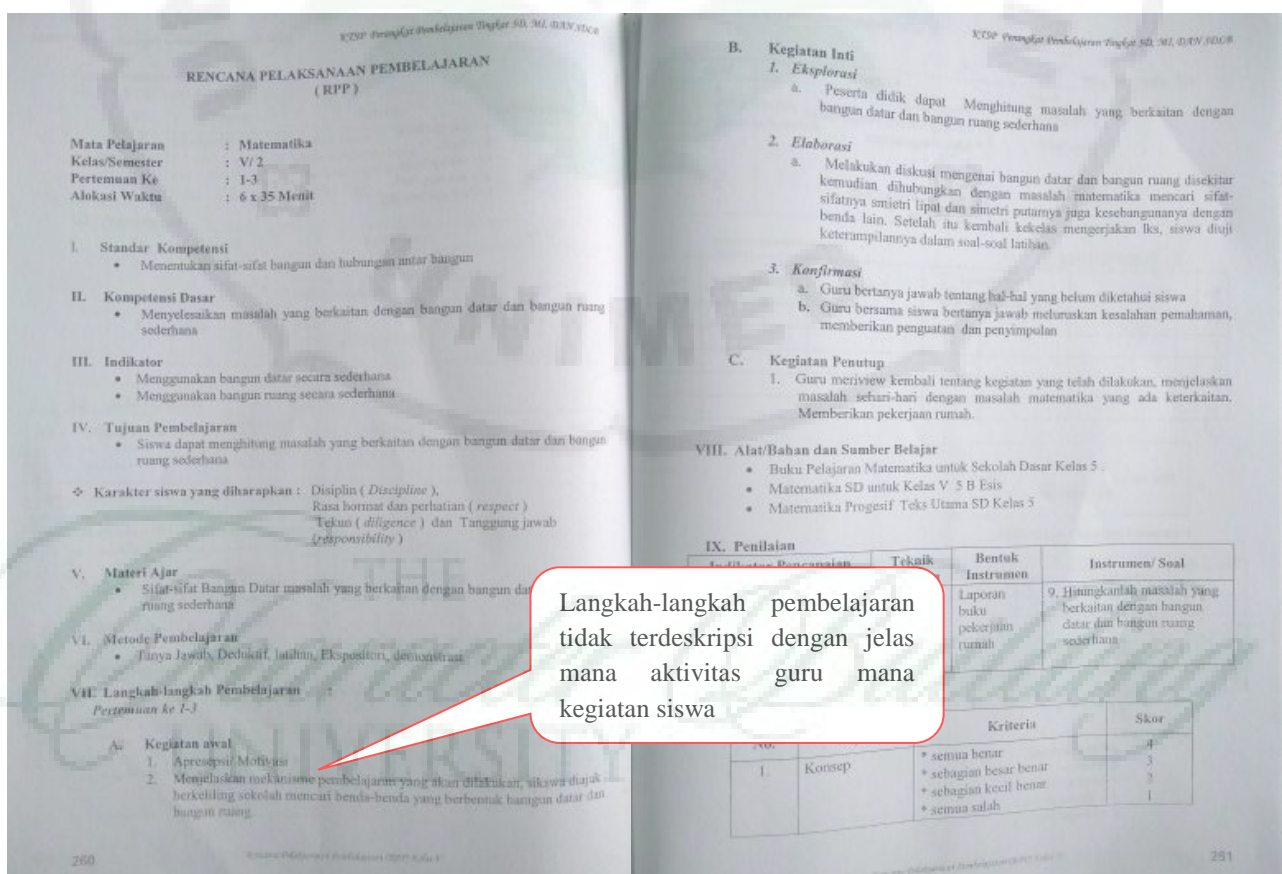 KTSP Perangkat Pembelajaran Tingkat SD, MI, DAN SDLB
RENCANA PELAKSANAAN PEMBELAJARAN
( RPP )
Mata Pelajaran : Matematika
Kelas/Semester : V/ 2
Pertemuan Ke : 1-3
Alokasi Waktu : 6 x 35 Menit
I. Standar Kompetensi
• Menentukan sifat-sifat bangun dan hubungan antar bangun
II. Kompetensi Dasar
• Menyelesaikan masalah yang berkaitan dengan bangun datar dan bangun ruang
sederhana
III. Indikator
• Menggunakan bangun datar secara sederhana
• Menggunakan bangun ruang secara sederhana
IV. Tujuan Pembelajaran
• Siswa dapat menghitung masalah yang berkaitan dengan bangun datar dan bangun
ruang sederhana
❖ Karakter siswa yang diharapkan : Disiplin ( Discipline ),
Rasa hormat dan perhatian ( respect )
Tekun ( diligence ) dan Tanggung jawab
( responsibility )
V. Materi Ajar
• Sifat-sifat Bangun Datar masalah yang berkaitan dengan bangun
ruang sederhana
VI. Metode Pembelajaran
• Tanya Jawab, Deduktif, latihan, Ekspositori, demonstrasi
VII. Langkah-langkah Pembelajaran :
Pertemuan ke 1-3
A. Kegiatan awal
1. Apresepsi/ Motivasi
2. Menjelaskan mekanisme pembelajaran yang akan dilakukan, sikswa diajak
berkeliling sekolah mencari benda-benda yang berbentuk bangun datar dan
bangun ruang.
260
KTSP Perangkat Pembelajaran Tingkat SD, MI, DAN SDLB
B. Kegiatan Inti
1. Eksplorasi
a. Peserta didik dapat Menghitung masalah yang berkaitan dengan
bangun datar dan bangun ruang sederhana
2. Elaborasi
a. Melakukan diskusi mengenai bangun datar dan bangun ruang disekitar
kemudian dihubungkan dengan masalah matematika mencari sifat-
sifatnya smietri lipat dan simetri putarnya juga kesebangunanya dengan
benda lain. Setelah itu kembali kekelas mengerjakan lks, siswa diuji
keterampilannya dalam soal-soal latihan.
3. Konfirmasi
a. Guru bertanya jawab tentang hal-hal yang belum diketahui siswa
b. Guru bersama siswa bertanya jawab meluruskan kesalahan pemahaman,
memberikan penguatan dan penyimpulan
C. Kegiatan Penutup
1. Guru meriview kembali tentang kegiatan yang telah dilakukan, menjelaskan
masalah sehari-hari dengan masalah matematika yang ada keterkaitan.
Memberikan pekerjaan rumah.
VIII. Alat/Bahan dan Sumber Belajar
• Buku Pelajaran Matematika untuk Sekolah Dasar Kelas 5 .
• Matematika SD untuk Kelas V 5 B Esis
• Matematika Progesif Teks Utama SD Kelas 5
IX. Penilaian
Indikator Pencapaian Teknik Bentuk Instrumen Instrumen/ Soal
Laporan buku pekerjaan rumah 9. Hitungkanlah masalah yang
berkaitan dengan bangun
datar dan bangun ruang
sederhana
Langkah-langkah pembelajaran
tidak terdeskripsi dengan jelas
mana aktivitas guru mana
kegiatan siswa
No. Kriteria Skor
1. Konsep * semua benar 4
* sebagian besar benar 3
* sebagian kecil benar 2
* semua salah 1
261
THE
UNIVERSITY